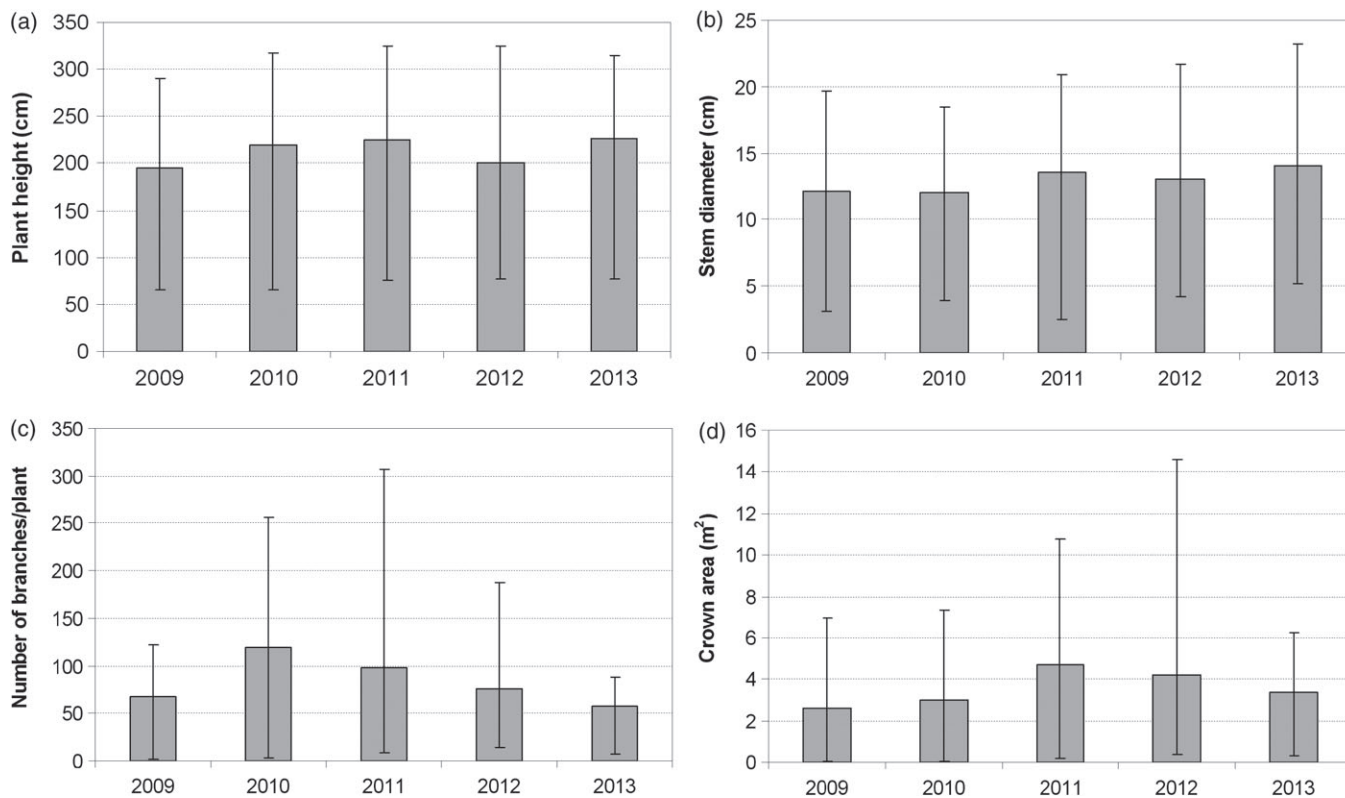 (a)
Plant height (cm)
350
300
250
200
150
100
50
0
2009 2010 2011 2012 2013
(b)
Stem diameter (cm)
25
20
15
10
5
0
2009 2010 2011 2012 2013
(c)
Number of branches/plant
350
300
250
200
150
100
50
0
2009 2010 2011 2012 2013
(d)
Crown area (m²)
16
14
12
10
8
6
4
2
0
2009 2010 2011 2012 2013